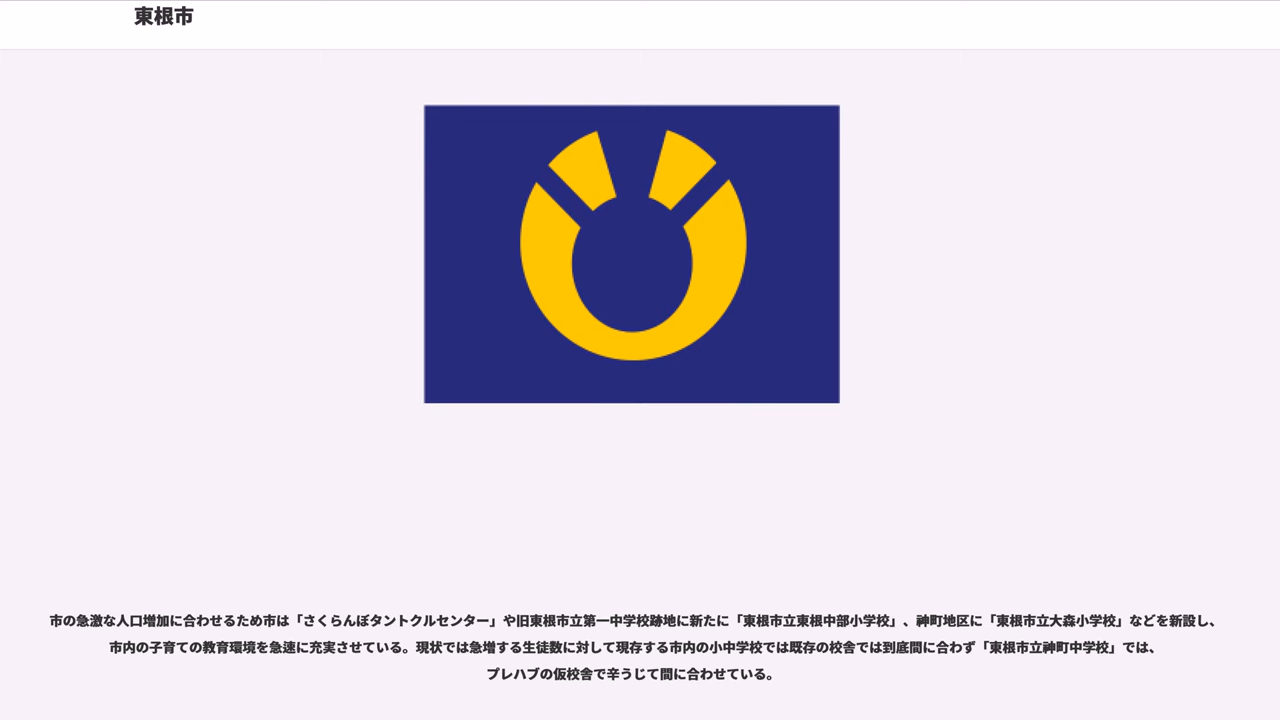 東根市
市の急激な人口増加に合わせるため市は「さくらんぼタントクルセンター」や旧東根市立第一中学校跡地に新たに「東根市立東根中部小学校」、神町地区に「東根市立大森小学校」などを新設し、
市内の子育ての教育環境を急速に充実させている。現状では急増する生徒数に対して現存する市内の小中学校では既存の校舎では到底間に合わず「東根市立神町中学校」では、
プレハブの仮校舎で辛うじて間に合わせている。